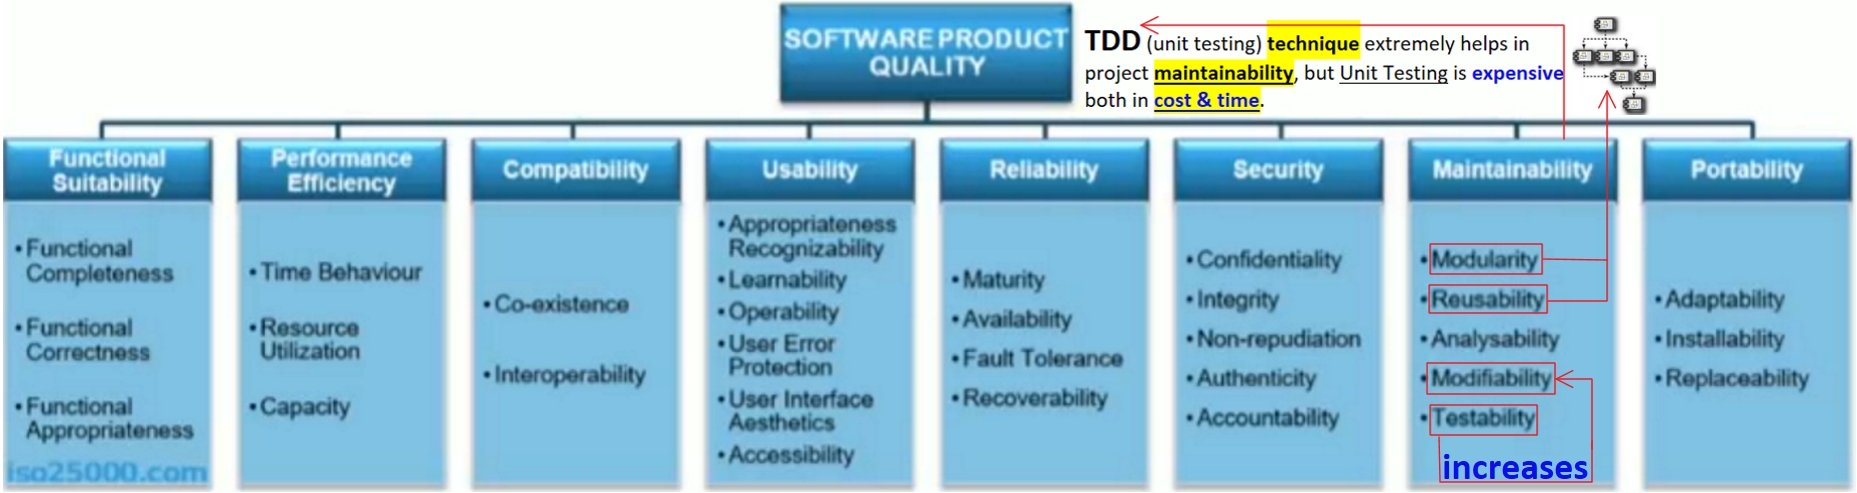 SOFTWARE PRODUCT
QUALITY
TDD (unit testing) technique extremely helps in
project maintainability, but Unit Testing is expensive
both in cost & time.
Functional
Suitability
• Functional
Completeness
• Functional
Correctness
• Functional
Appropriateness
iso25000.com
Performance
Efficiency
• Time Behaviour
• Resource
Utilization
• Capacity
Compatibility
• Co-existence
• Interoperability
Usability
• Appropriateness
Recognizability
• Learnability
• Operability
• User Error
Protection
• User Interface
Aesthetics
• Accessibility
Reliability
• Maturity
• Availability
• Fault Tolerance
• Recoverability
Security
• Confidentiality
• Integrity
• Non-repudiation
• Authenticity
• Accountability
Maintainability
• Modularity
• Reusability
• Analysability
• Modifiability
• Testability
increases
Portability
• Adaptability
• Installability
• Replaceability